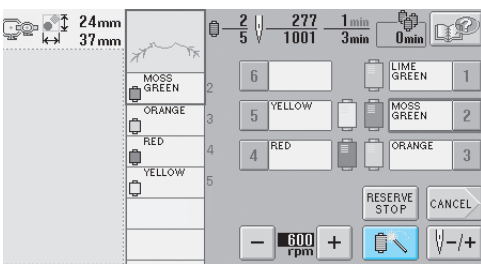 24mm
37mm
2 277 1min
5 1001 3min 0min
MOSS
GREEN
2
ORANGE
3
RED
4
YELLOW
5
6
LIME
GREEN
1
5
YELLOW
MOSS
GREEN
2
4
RED
ORANGE
3
RESERVE
STOP
CANCEL
− 600 +
rpm
−/+